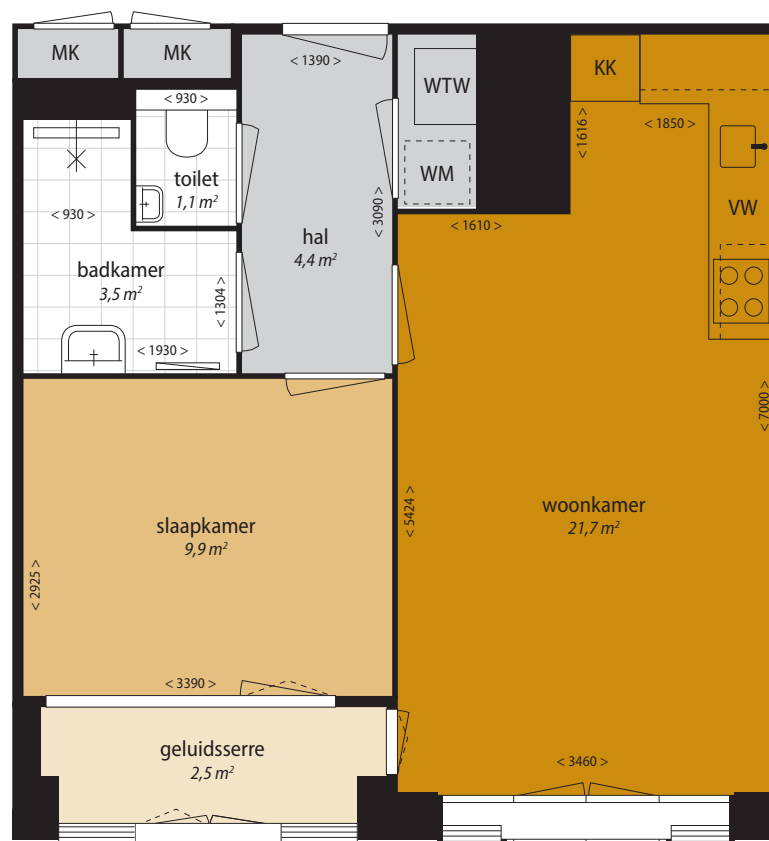 MK
MK
< 1390 >
KK
WTW
< 930 >
< 1616 >
< 1850 >
toilet
1,1 m²
WM
< 3090 >
VW
< 930 >
< 1610 >
hal
4,4 m²
badkamer
3,5 m²
< 1304 >
< 1930 >
< 7000 >
slaapkamer
9,9 m²
woonkamer
21,7 m²
< 5424 >
< 2925 >
< 3390 >
geluidsserre
2,5 m²
< 3460 >